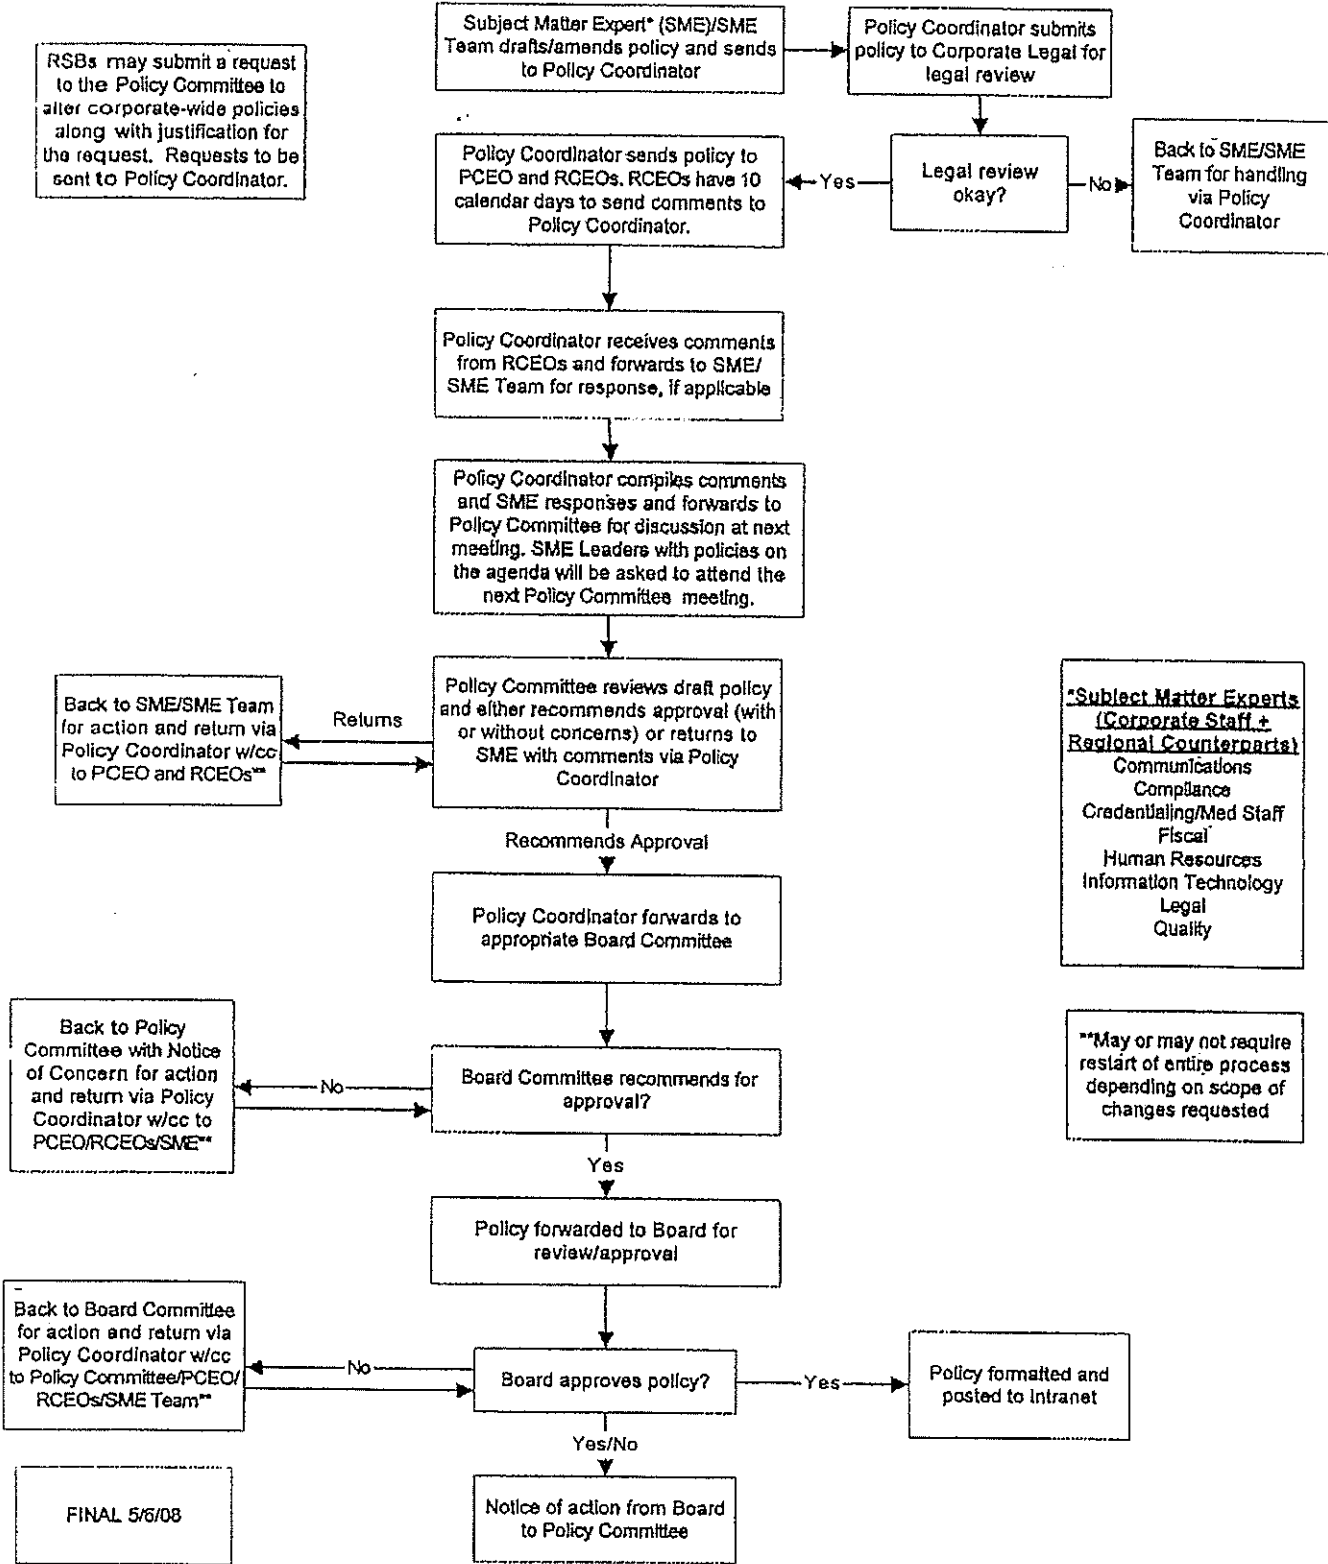 RSBs may submit a request
to the Policy Committee to
alter corporate-wide policies
along with justification for
the request. Requests to be
sent to Policy Coordinator.
Subject Matter Expert* (SME)/SME
Team drafts/amends policy and sends
to Policy Coordinator
Policy Coordinator submits
policy to Corporate Legal for
legal review
Policy Coordinator sends policy to
PCEO and RCEOs. RCEOs have 10
calendar days to send comments to
Policy Coordinator.
Yes
Legal review
okay?
No
Back to SME/SME
Team for handling
via Policy
Coordinator
Policy Coordinator receives comments
from RCEOs and forwards to SME/
SME Team for response, if applicable
Policy Coordinator compiles comments
and SME responses and forwards to
Policy Committee for discussion at next
meeting. SME Leaders with policies on
the agenda will be asked to attend the
next Policy Committee meeting.
Back to SME/SME Team
for action and return via
Policy Coordinator w/cc
to PCEO and RCEOs**
Returns
Policy Committee reviews draft policy
and either recommends approval (with
or without concerns) or returns to
SME with comments via Policy
Coordinator
*Subject Matter Experts
(Corporate Staff +
Regional Counterparts)
Communications
Compliance
Credentialing/Med Staff
Fiscal
Human Resources
Information Technology
Legal
Quality
Recommends Approval
Policy Coordinator forwards to
appropriate Board Committee
Back to Policy
Committee with Notice
of Concern for action
and return via Policy
Coordinator w/cc to
PCEO/RCEOs/SME**
No
Board Committee recommends for
approval?
**May or may not require
restart of entire process
depending on scope of
changes requested
Yes
Policy forwarded to Board for
review/approval
Back to Board Committee
for action and return via
Policy Coordinator w/cc
to Policy Committee/PCEO/
RCEOs/SME Team**
No
Board approves policy?
Yes
Policy formatted and
posted to Intranet
Yes/No
Notice of action from Board
to Policy Committee
FINAL 5/6/08